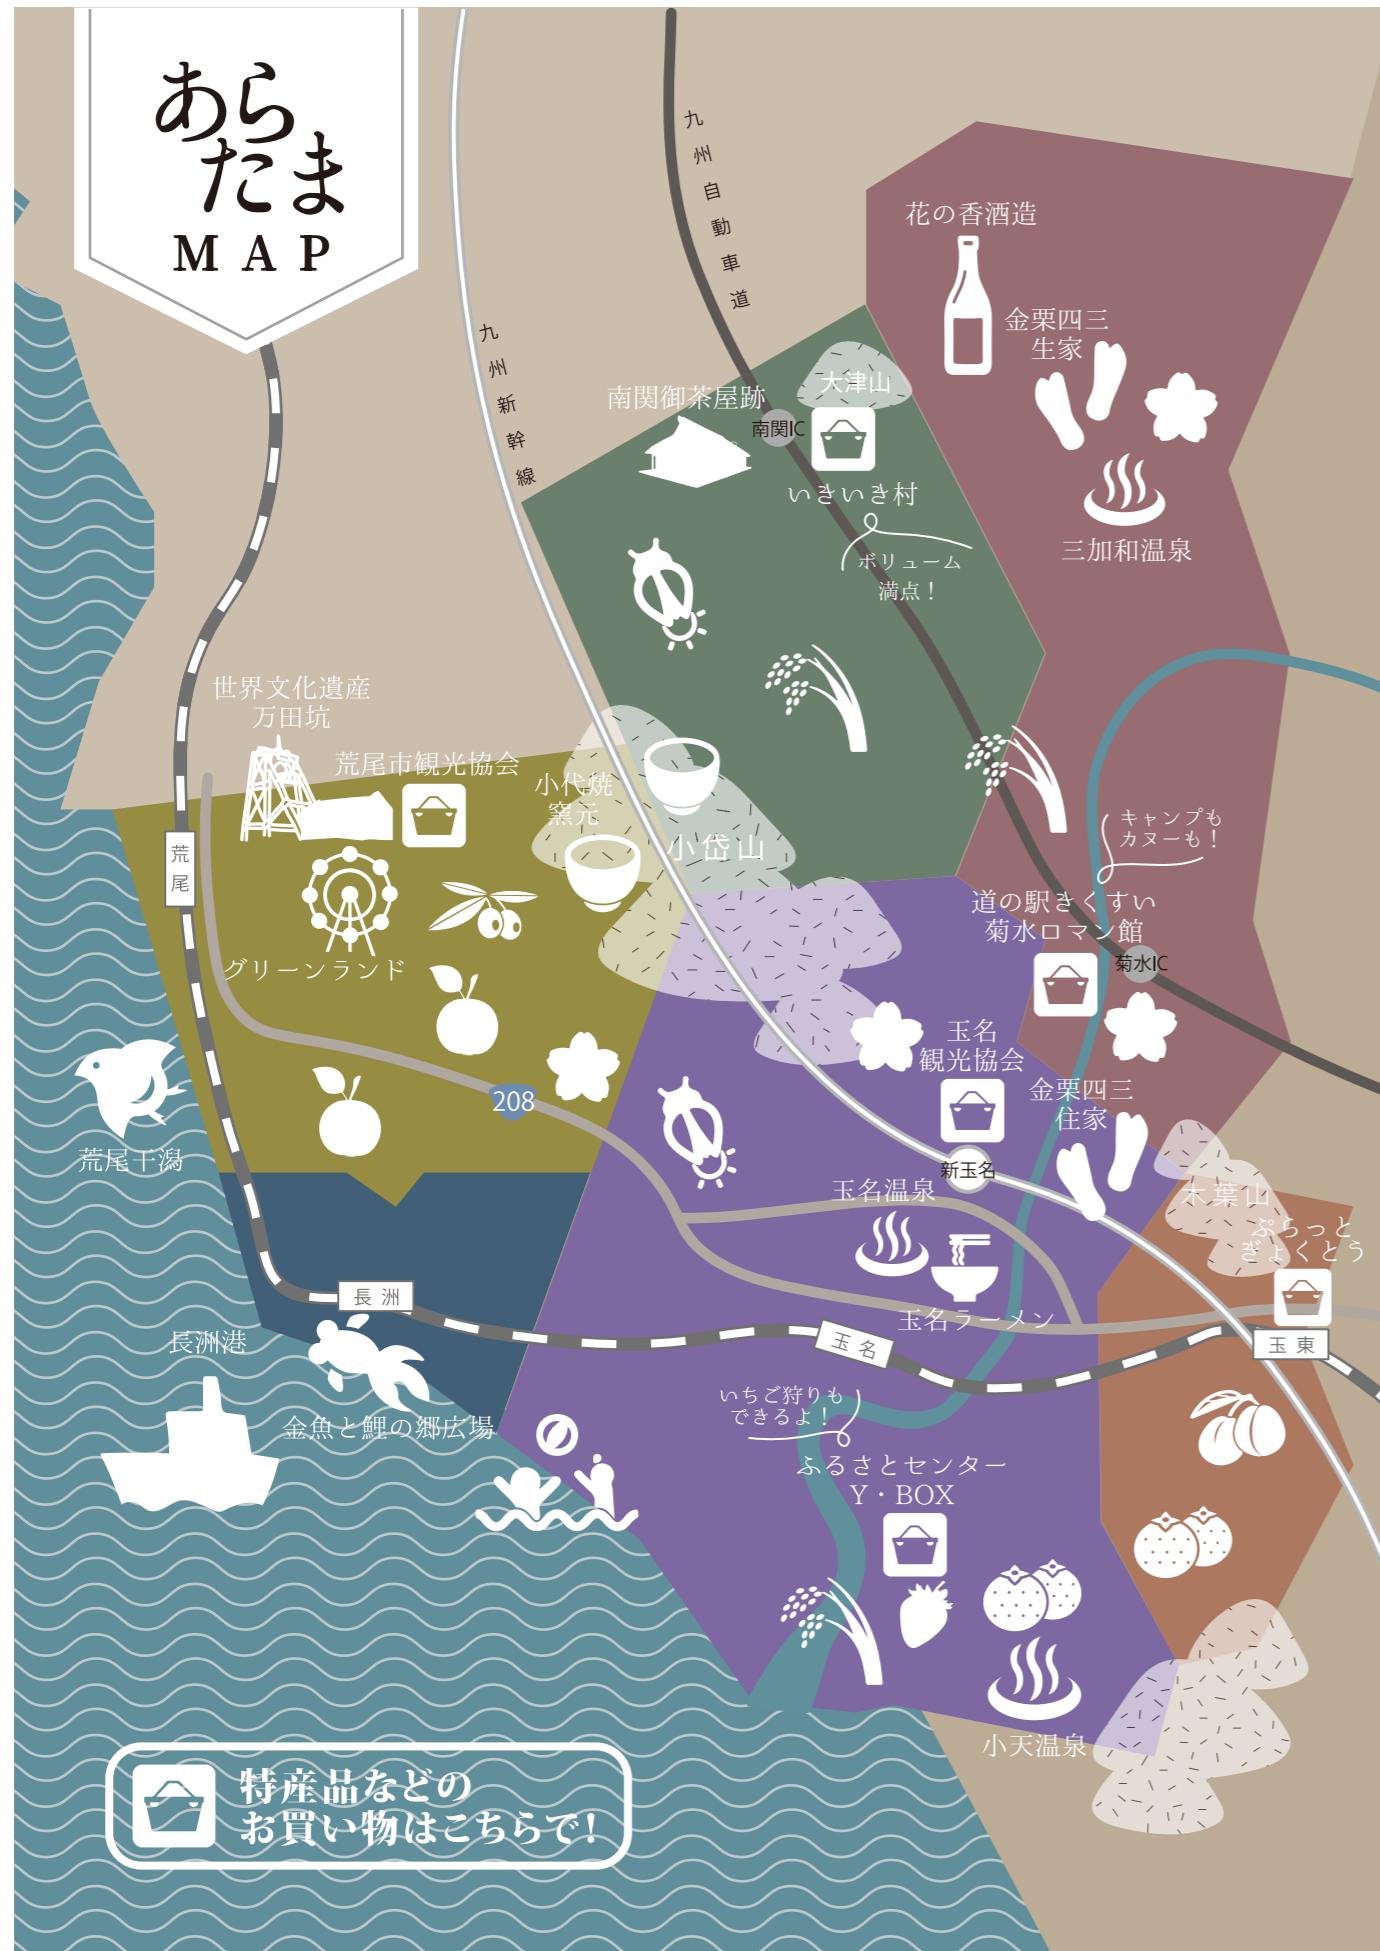 あら
たま
MAP
九州自動車道
九州新幹線
花の香酒造
金栗四三
生家
三加和温泉
大津山
南関御茶屋跡
南関IC
いきいき村
ボリューム
満点！
世界文化遺産
万田坑
荒尾市観光協会
小代焼
窯元
小岱山
荒尾
グリーンランド
キャンプも
カヌーも！
道の駅きくすい
菊水ロマン館
菊水IC
玉名
観光協会
金栗四三
住家
208
荒尾干潟
新玉名
玉名温泉
木葉山
ぷらっと
ぎょくとう
長洲
玉名ラーメン
玉名
玉東
長洲港
金魚と鯉の郷広場
いちご狩りも
できるよ！
ふるさとセンター
Y・BOX
小天温泉
特産品などの
お買い物はこちらで!